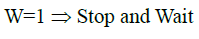 W=1 ⇒ Stop and Wait